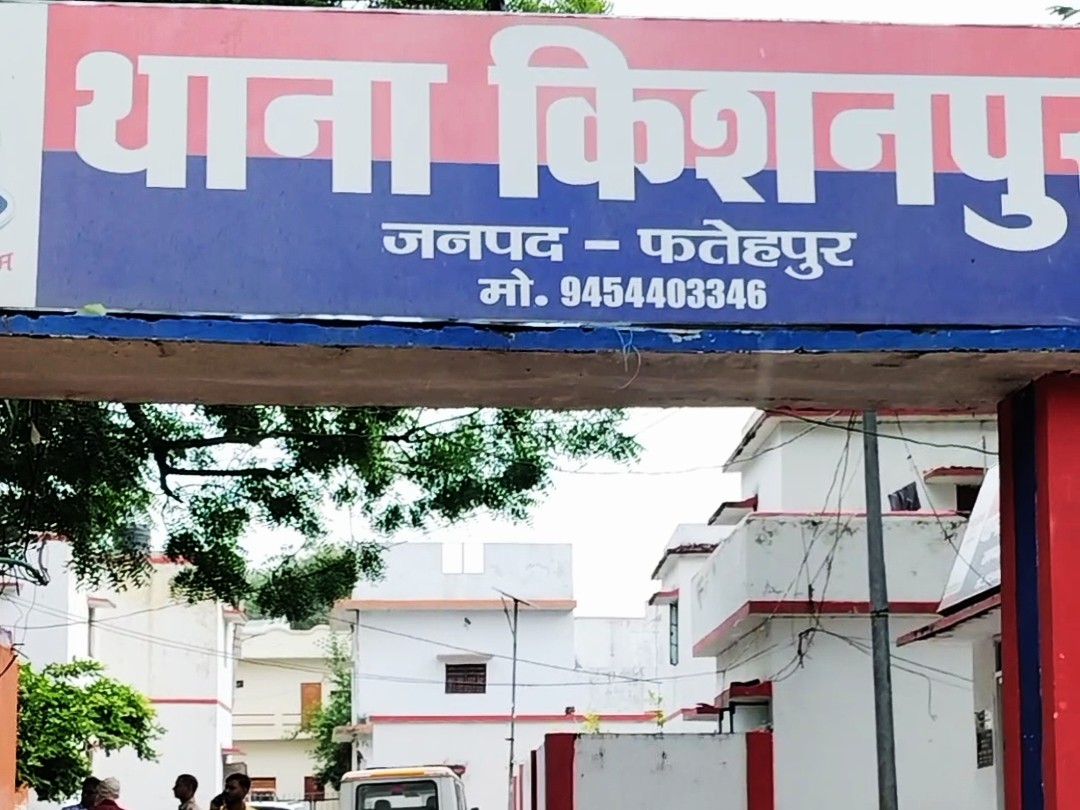 थाना किशनपुर
जनपद – फतेहपुर
मो. 9454403346